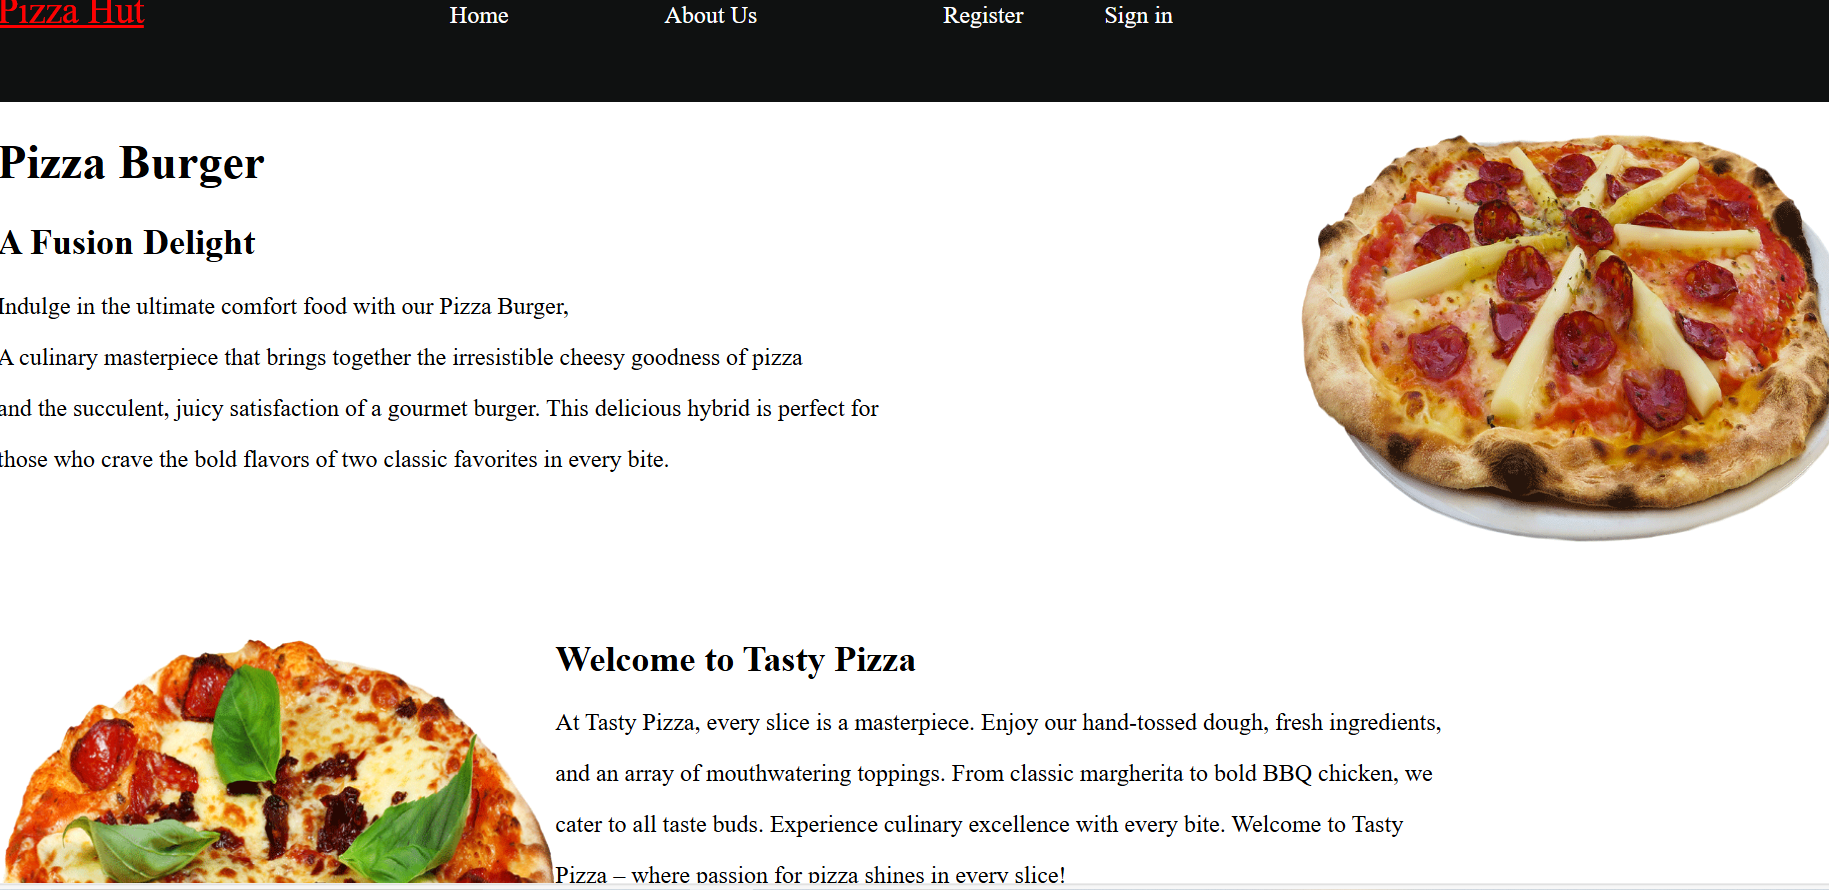 Pizza Hut
Home About Us Register Sign in
Pizza Burger
A Fusion Delight
Indulge in the ultimate comfort food with our Pizza Burger,
A culinary masterpiece that brings together the irresistible cheesy goodness of pizza
and the succulent, juicy satisfaction of a gourmet burger. This delicious hybrid is perfect for
those who crave the bold flavors of two classic favorites in every bite.
Welcome to Tasty Pizza
At Tasty Pizza, every slice is a masterpiece. Enjoy our hand-tossed dough, fresh ingredients,
and an array of mouthwatering toppings. From classic margherita to bold BBQ chicken, we
cater to all taste buds. Experience culinary excellence with every bite. Welcome to Tasty
Pizza – where passion for pizza shines in every slice!